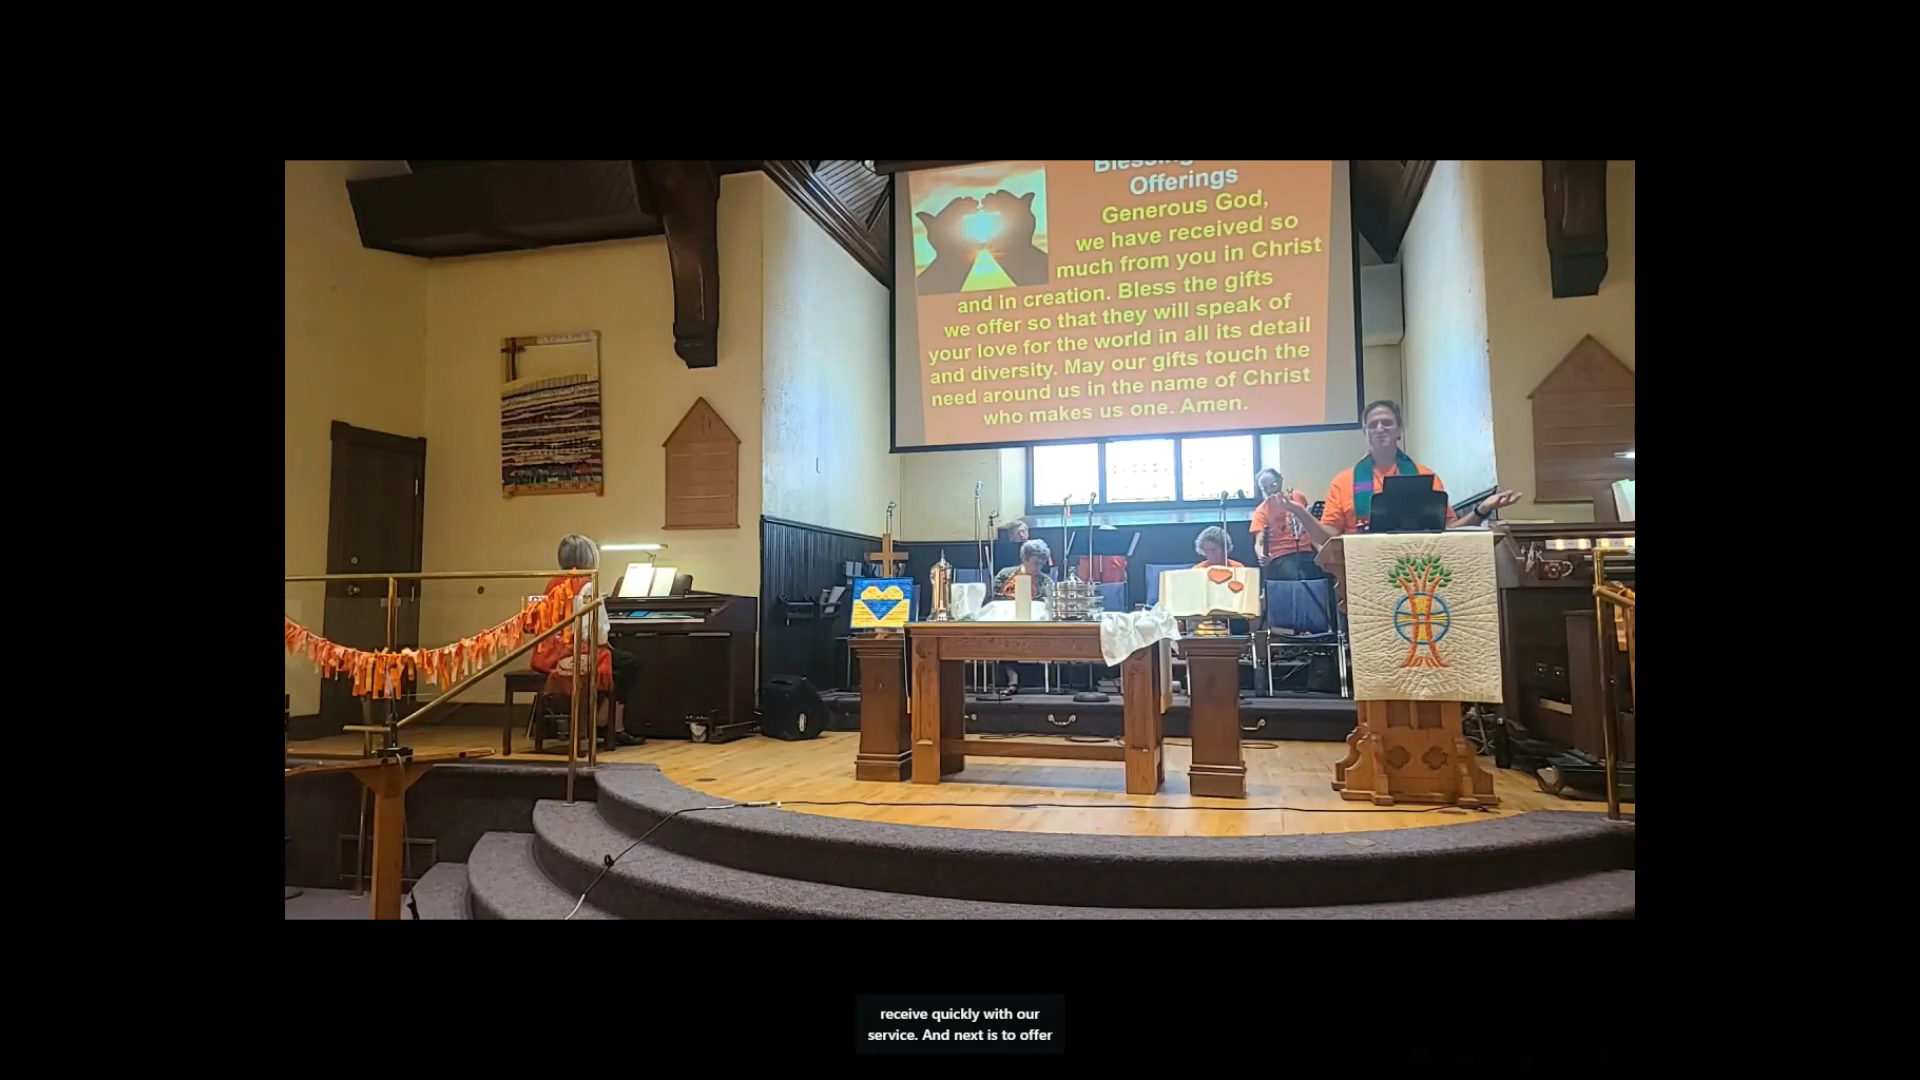 Blessing
Offerings
Generous God,
we have received so
much from you in Christ
and in creation. Bless the gifts
we offer so that they will speak of
your love for the world in all its detail
and diversity. May our gifts touch the
need around us in the name of Christ
who makes us one. Amen.
receive quickly with our
service. And next is to offer